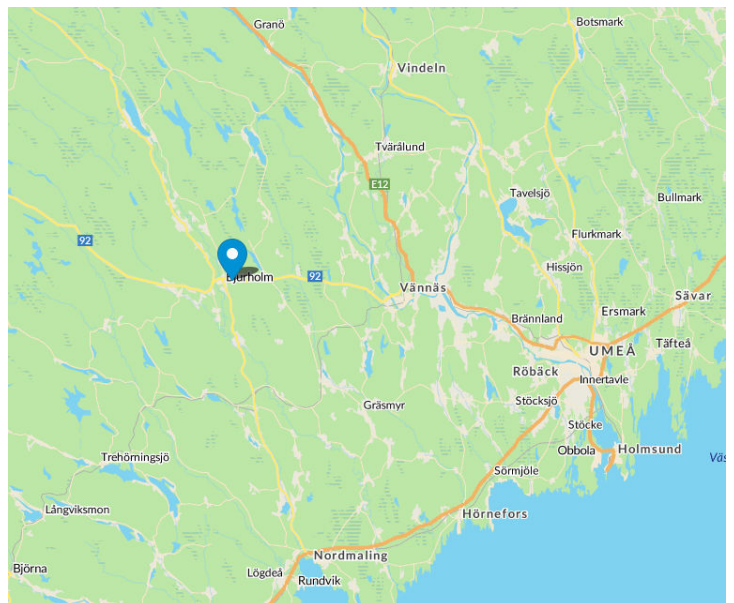 Granö
Botsmark
Vindeln
Tvärålund
E12
Tavelsjö
Bullmark
92
Flurkmark
Hissjön
Bjurholm
92
Vännäs
Sävar
Ersmark
Brännland
Täfteå
UMEÅ
Röbäck
Innertavle
Stöcksjö
Gräsmyr
Stöcke
Holmsund
Obbola
Väs
Trehörningsjö
Sörmjöle
Långviksmon
Hörnefors
Nordmaling
Björna
Lögdeå
Rundvik